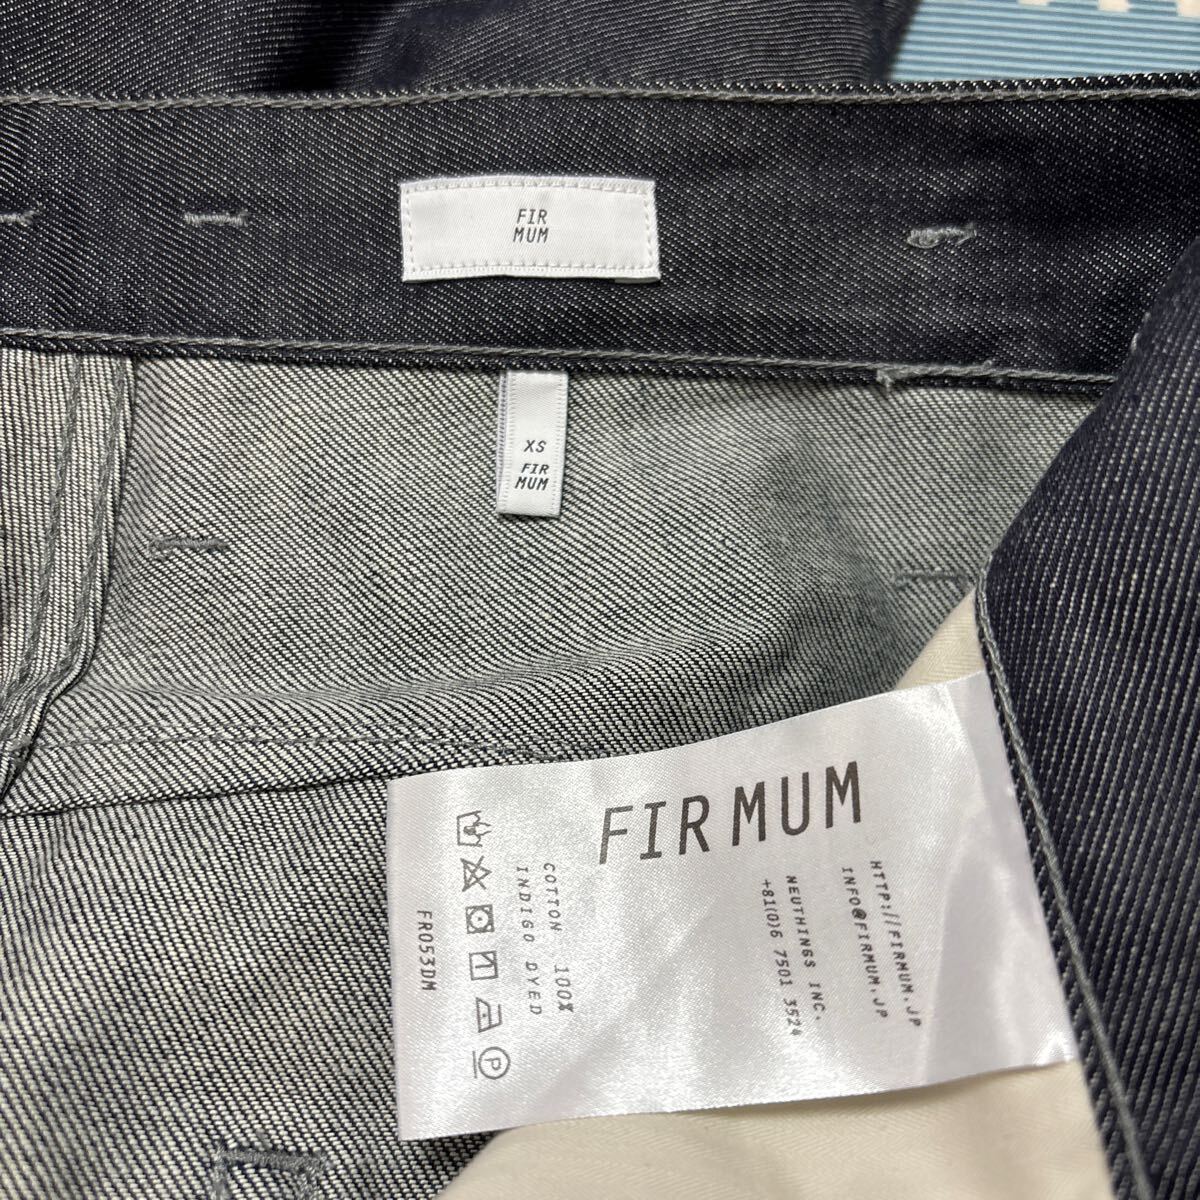 FIR
MUM
XS
FIR
MUM
FIRMUM
HTTP://FIRMUM.JP
INFO@FIRMUM.JP
NEUTHINGS INC.
+81(0)6 7501 3524
COTTON 100%
INDIGO DYED
P
FR053DM